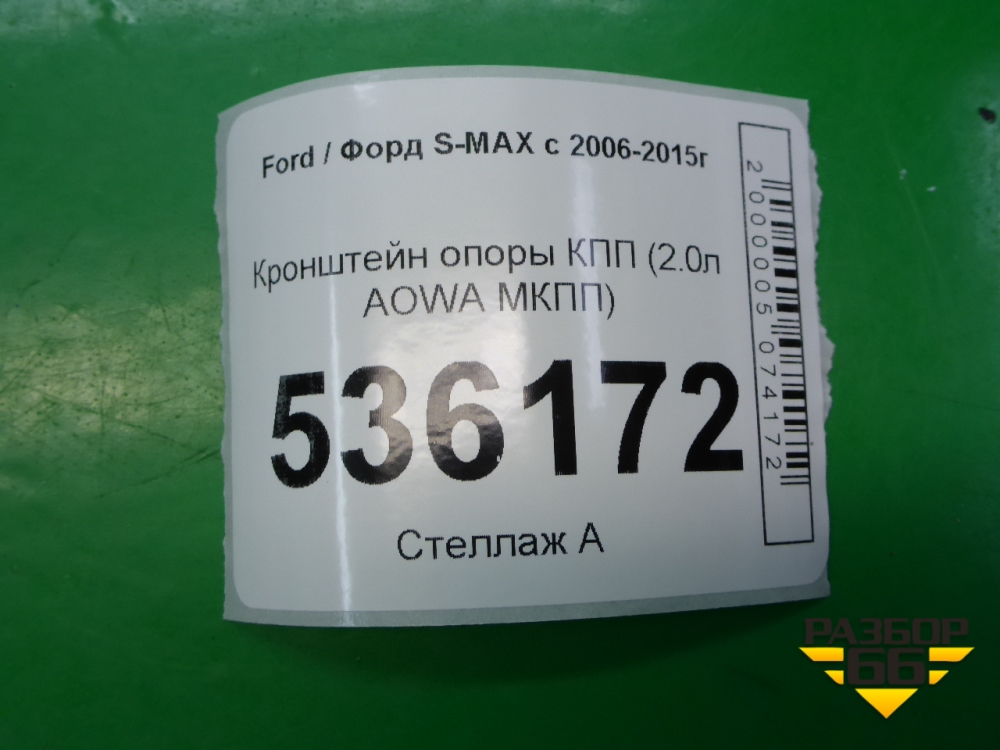 Ford / Форд S-MAX с 2006-2015г
Кронштейн опоры КПП (2.0л
AOWA МКПП)
536172
Стеллаж А
2000005074172
РАЗБОР
66